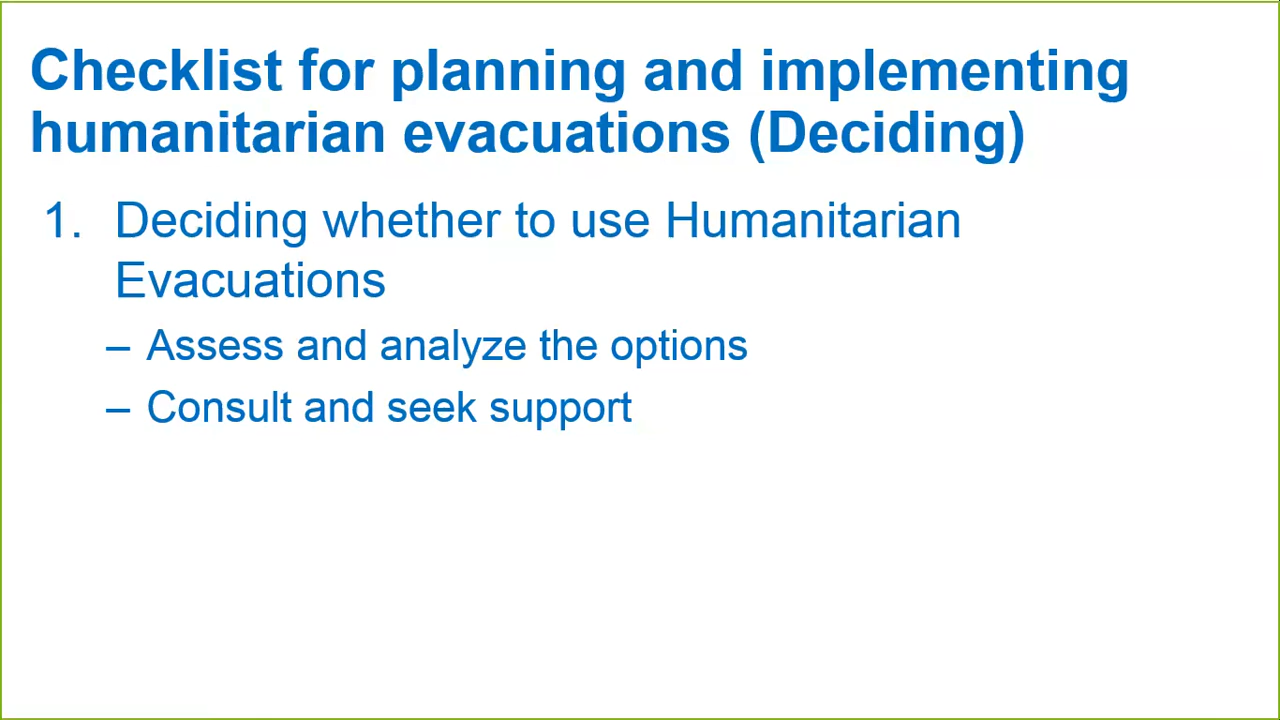 Checklist for planning and implementing
humanitarian evacuations (Deciding)
1. Deciding whether to use Humanitarian
Evacuations
– Assess and analyze the options
– Consult and seek support